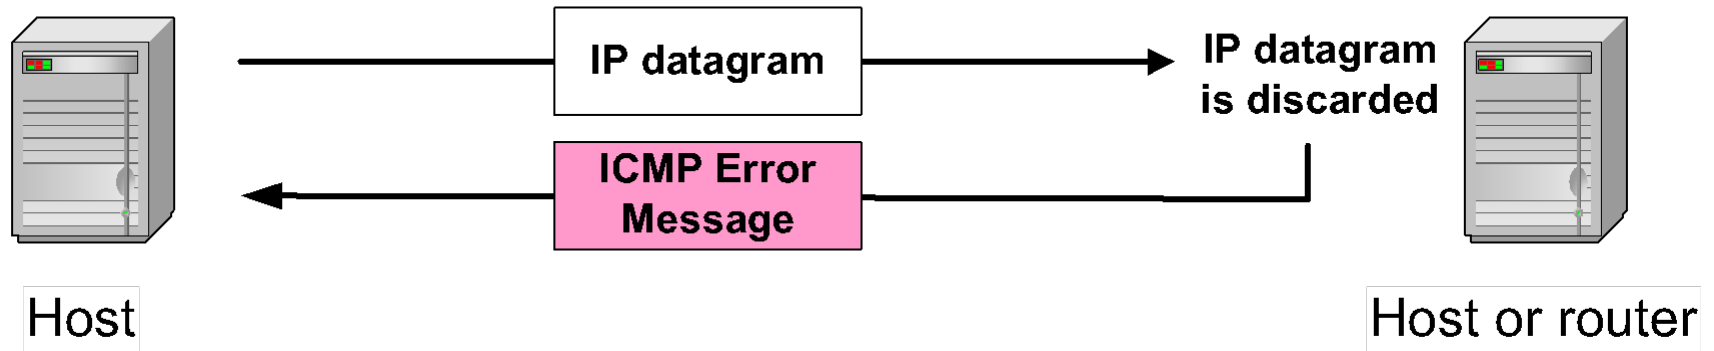 IP datagram
IP datagram
is discarded
ICMP Error
Message
Host
Host or router